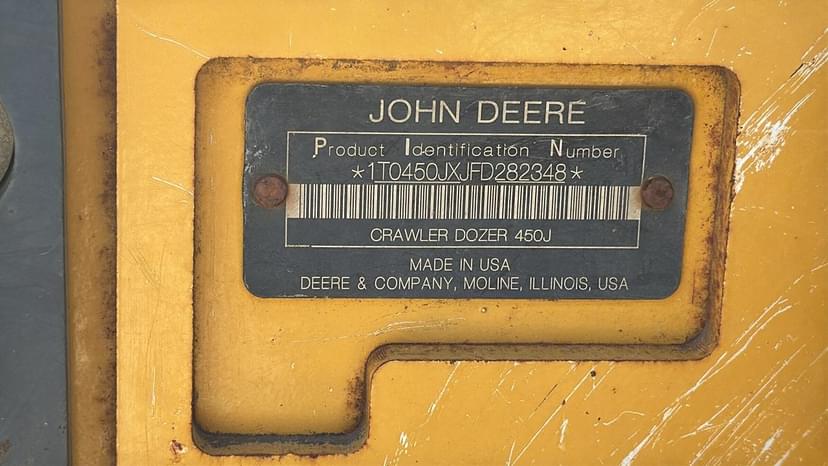 JOHN DEERE
Product Identification Number
*1T0450JXJFD282348*
CRAWLER DOZER 450J
MADE IN USA
DEERE & COMPANY, MOLINE, ILLINOIS, USA